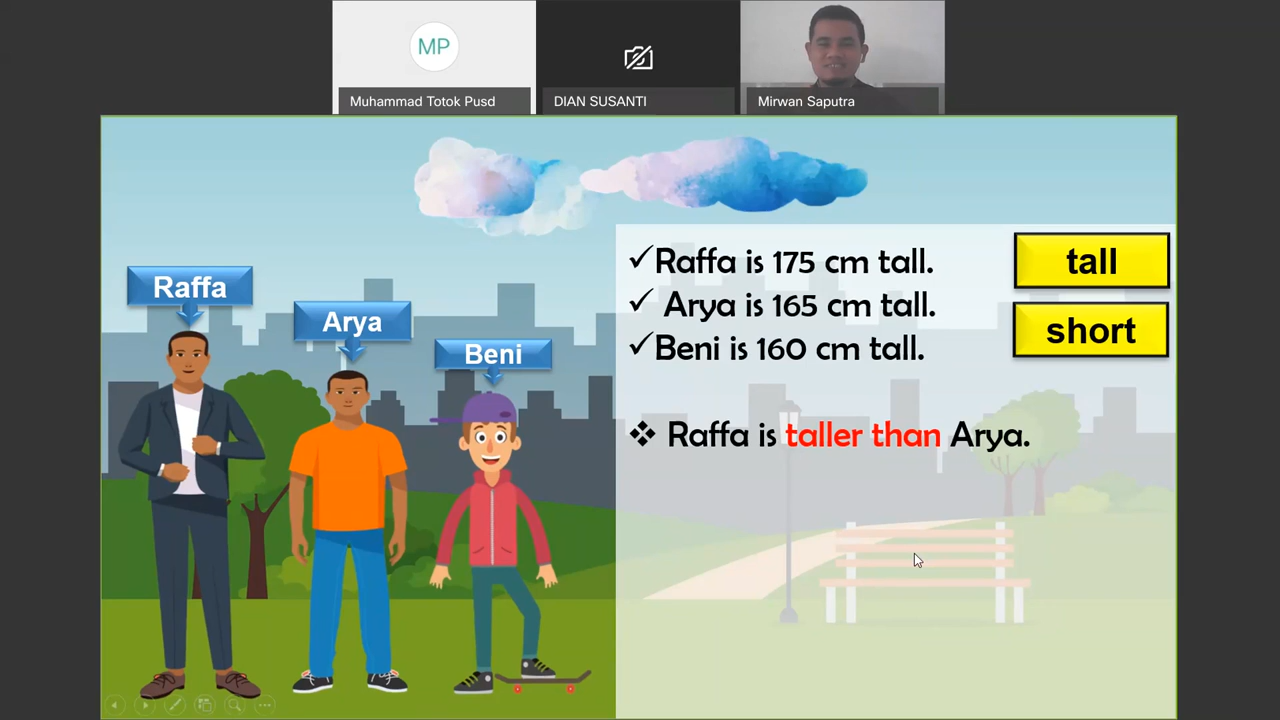 MP
Muhammad Totok Pusd
DIAN SUSANTI
Mirwan Saputra
Raffa
Arya
Beni
✓Raffa is 175 cm tall.
✓ Arya is 165 cm tall.
✓Beni is 160 cm tall.
tall
short
❖ Raffa is taller than Arya.